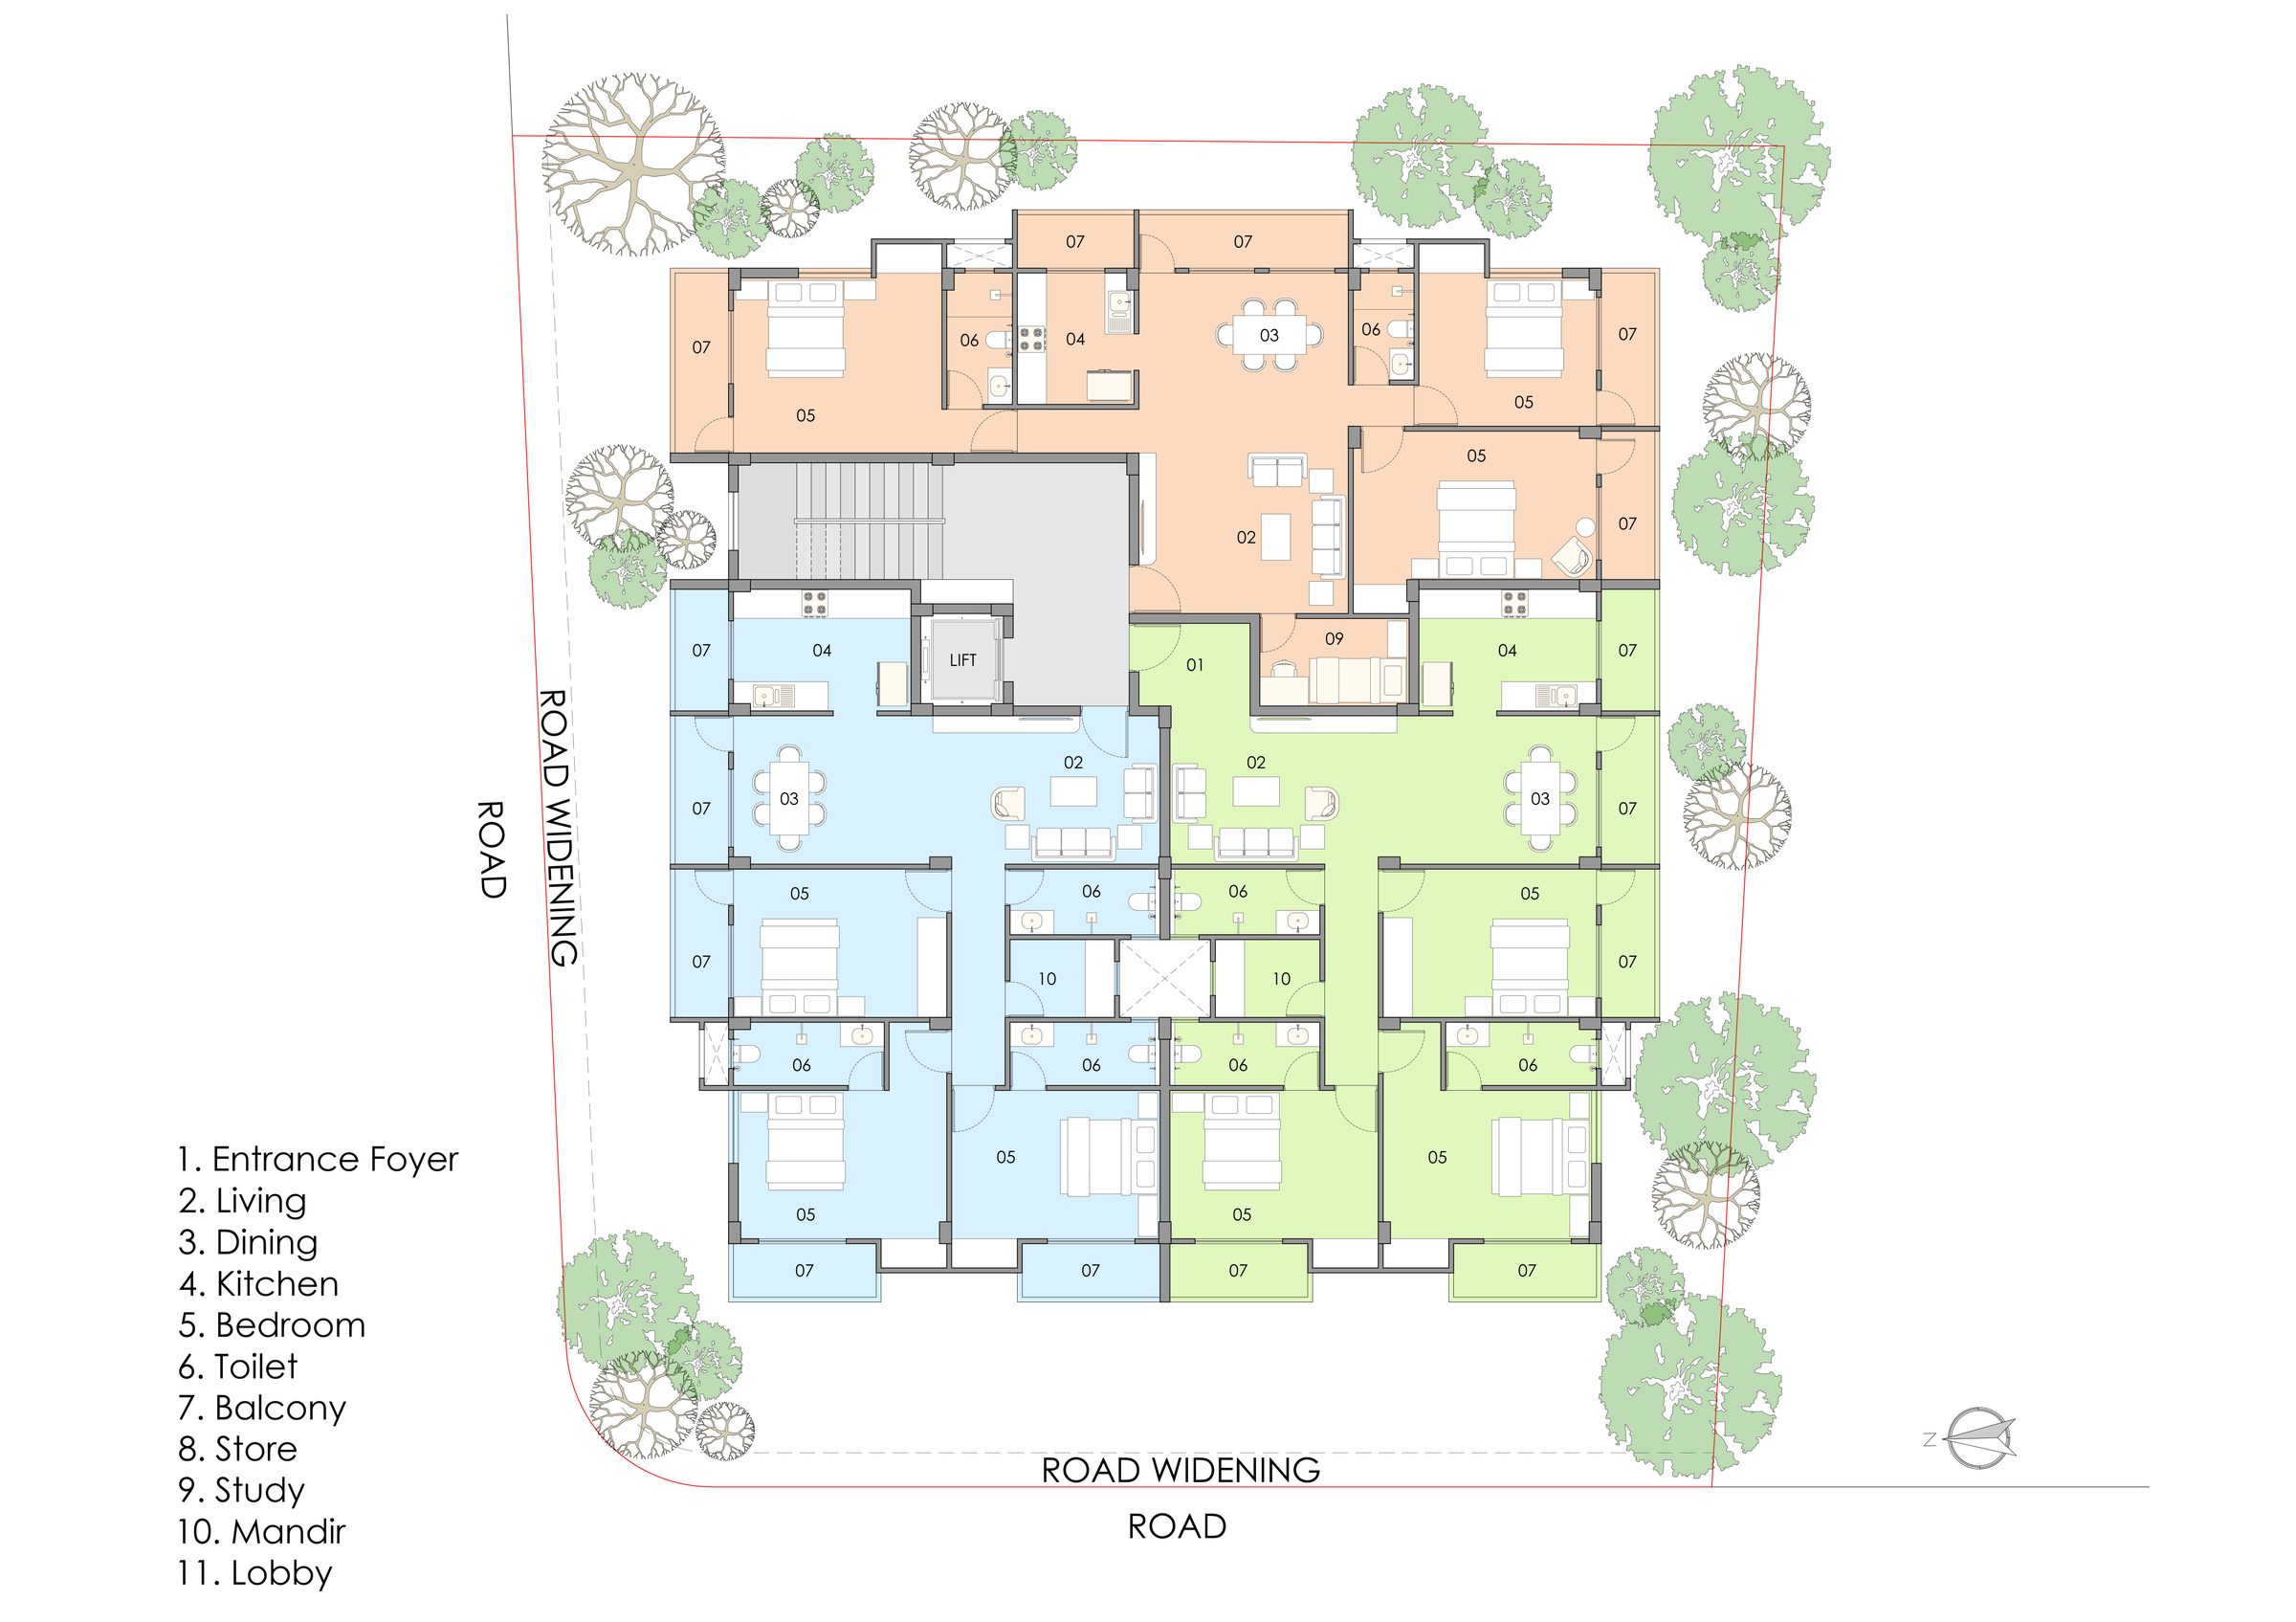 07
07
07
06
04
03
06
07
05
05
05
07
02
09
07
04
LIFT
01
04
07
02
02
07
03
03
07
05
06
06
05
07
10
10
07
06
06
06
06
05
05
05
05
07
07
07
07
ROAD WIDENING
ROAD
1. Entrance Foyer
2. Living
3. Dining
4. Kitchen
5. Bedroom
6. Toilet
7. Balcony
8. Store
9. Study
10. Mandir
11. Lobby
ROAD WIDENING
ROAD
N